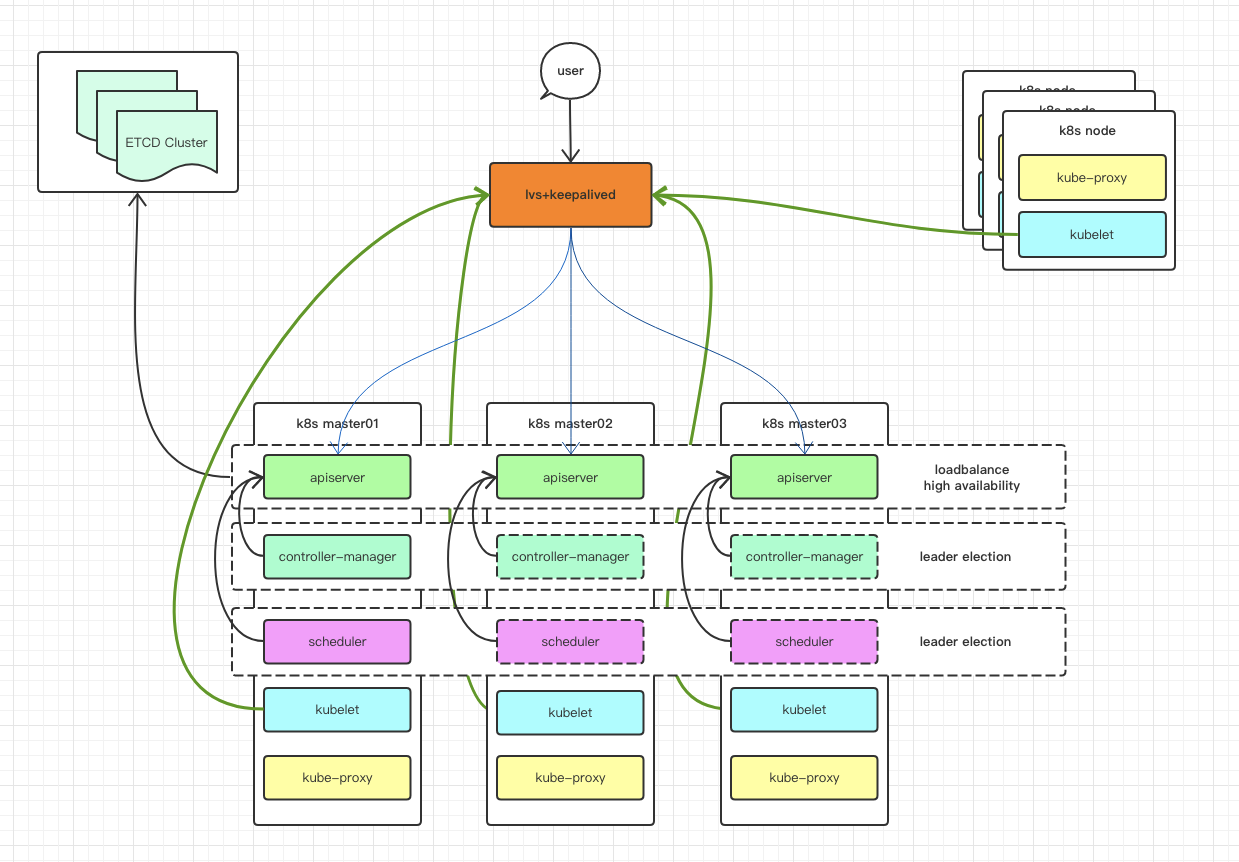 user
k8s node
k8s node
k8s node
ETCD Cluster
kube-proxy
lvs+keepalived
kubelet
k8s master01
k8s master02
k8s master03
apiserver
apiserver
apiserver
loadbalance
high availability
controller-manager
controller-manager
controller-manager
leader election
scheduler
scheduler
scheduler
leader election
kubelet
kubelet
kubelet
kube-proxy
kube-proxy
kube-proxy